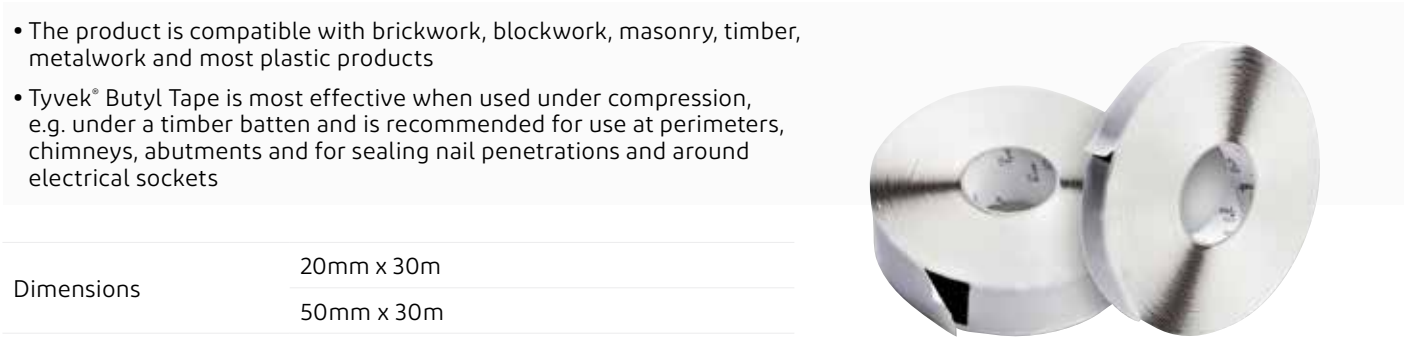 • The product is compatible with brickwork, blockwork, masonry, timber,
metalwork and most plastic products
• Tyvek® Butyl Tape is most effective when used under compression,
e.g. under a timber batten and is recommended for use at perimeters,
chimneys, abutments and for sealing nail penetrations and around
electrical sockets
Dimensions
20mm x 30m
50mm x 30m